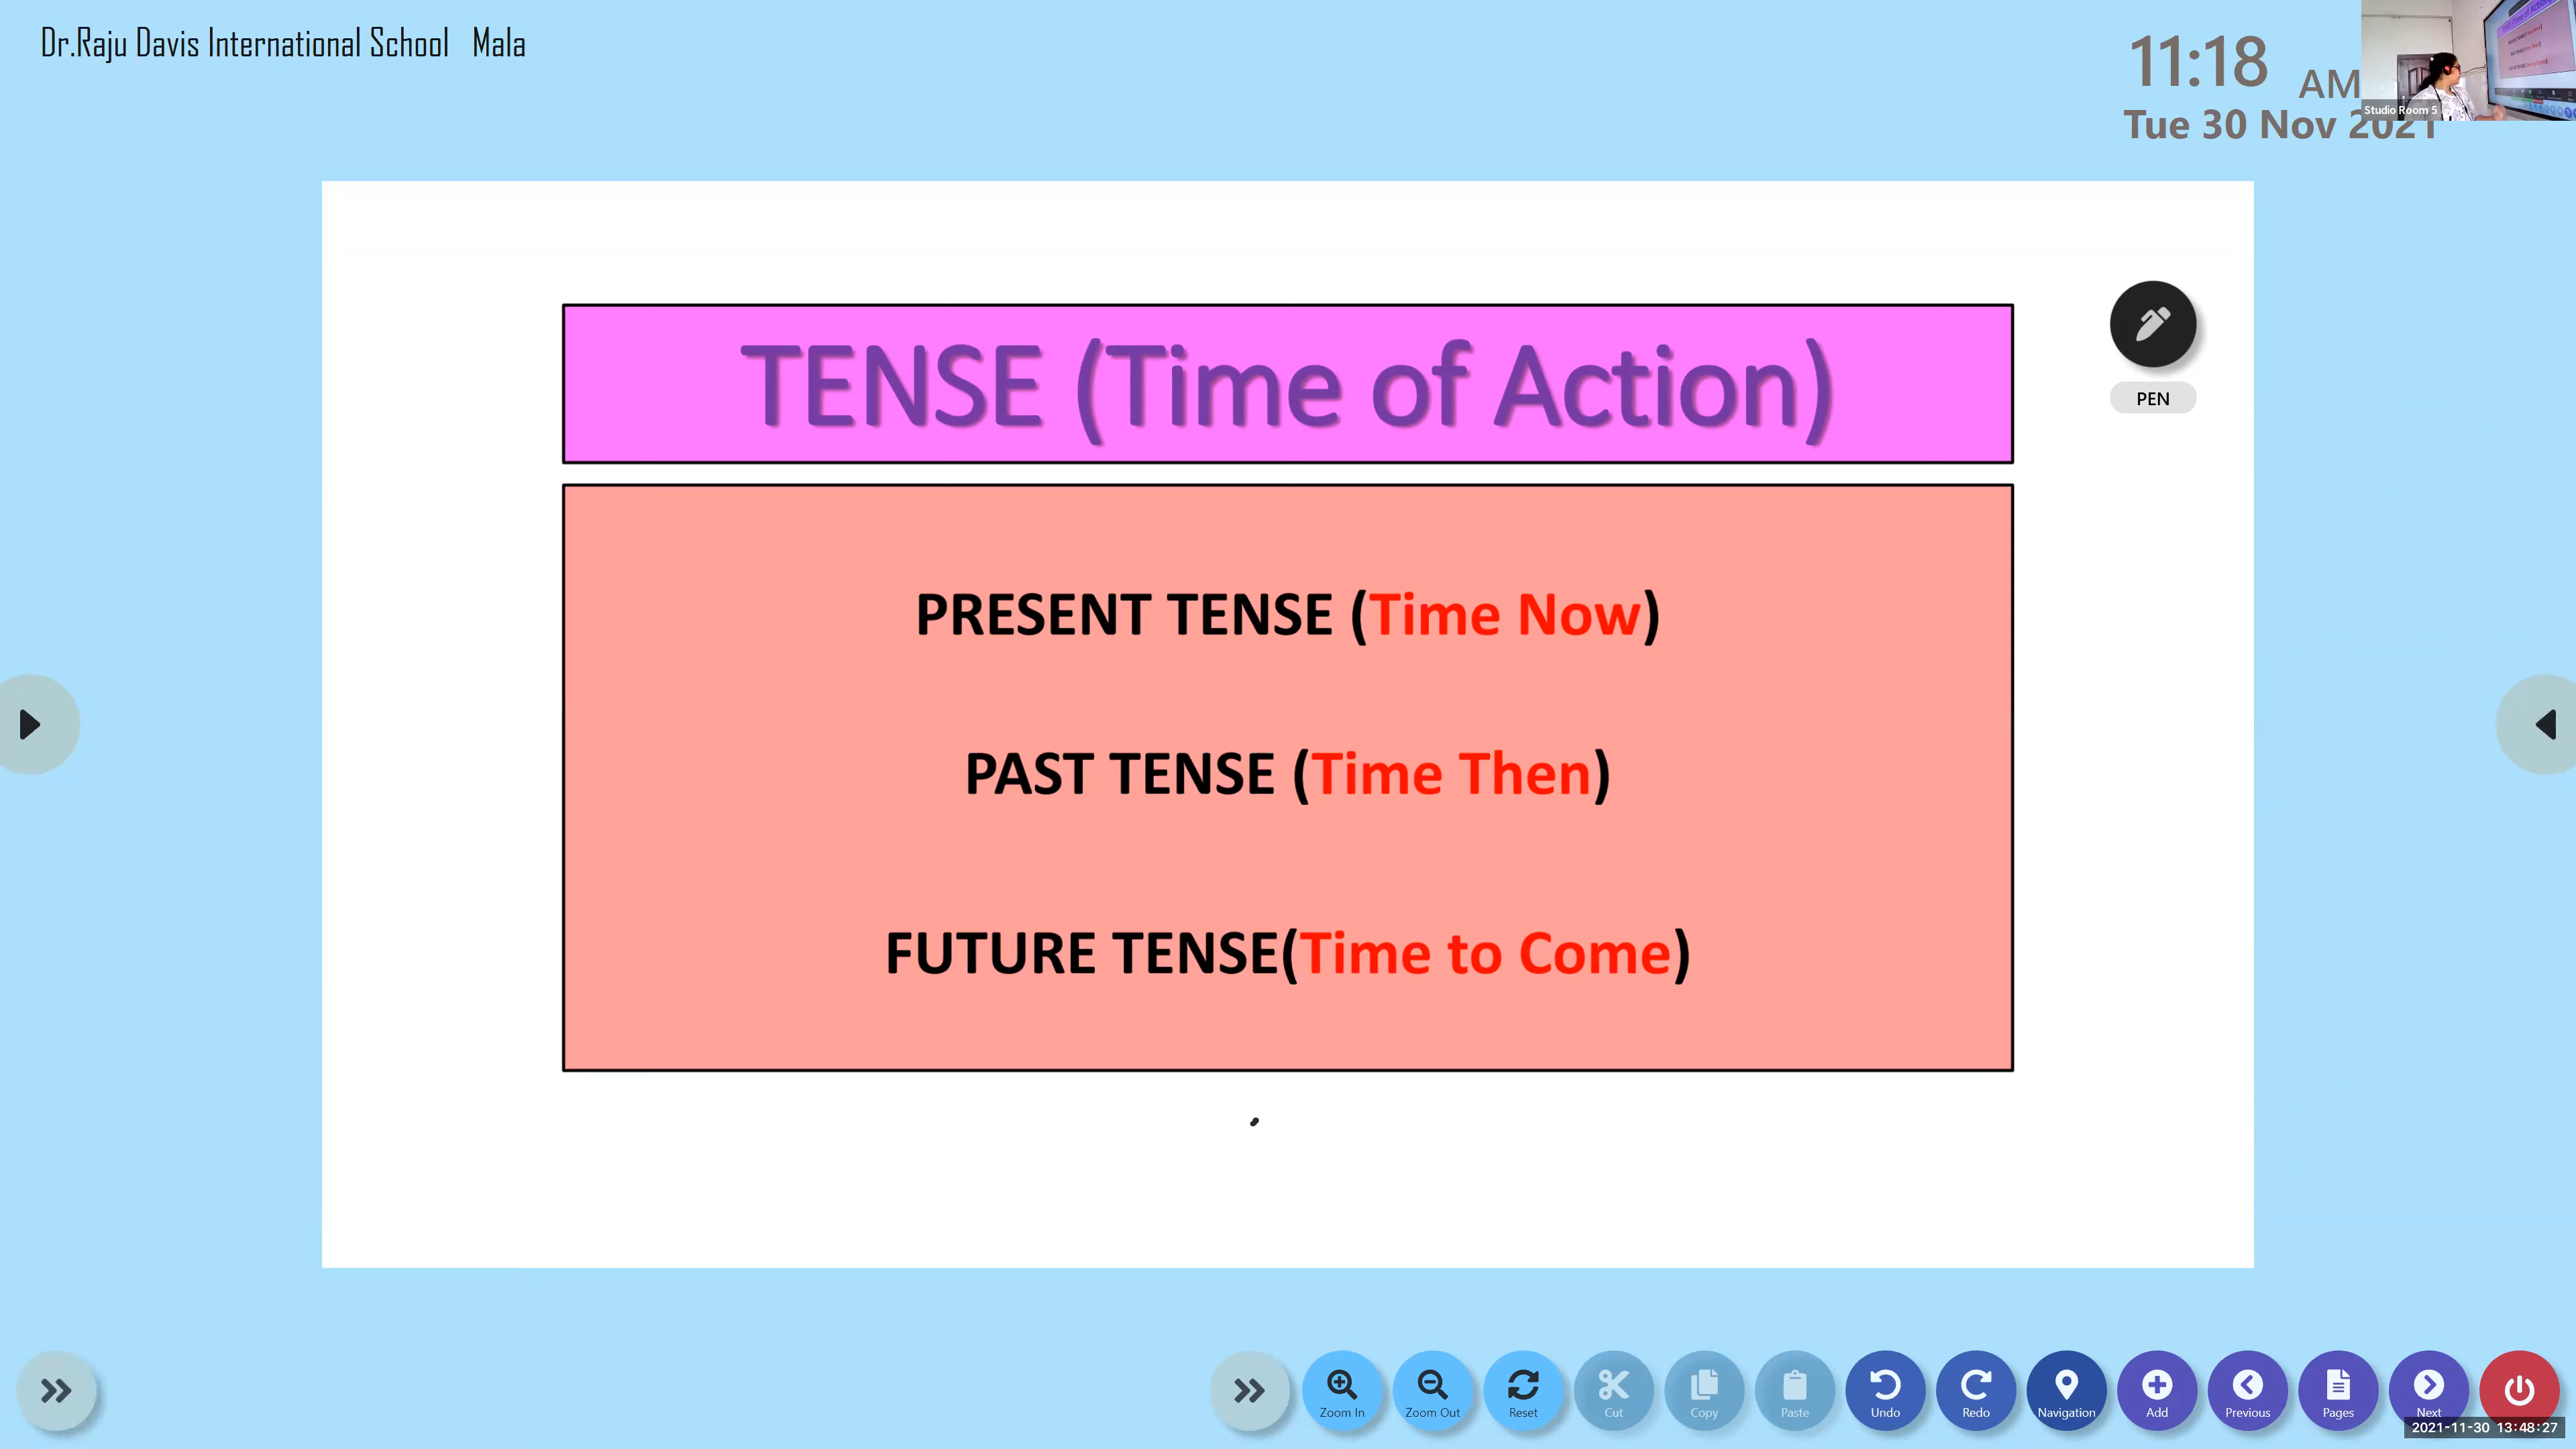 Dr.Raju Davis International School Mala
11:18 AM
Studio Room 5
Tue 30 Nov 2021
TENSE (Time of Action)
PEN
PRESENT TENSE (Time Now)
PAST TENSE (Time Then)
FUTURE TENSE(Time to Come)
Zoom In Zoom Out Reset Cut Copy Paste Undo Redo Navigation Add Previous Pages Next
2021-11-30 13:48:27